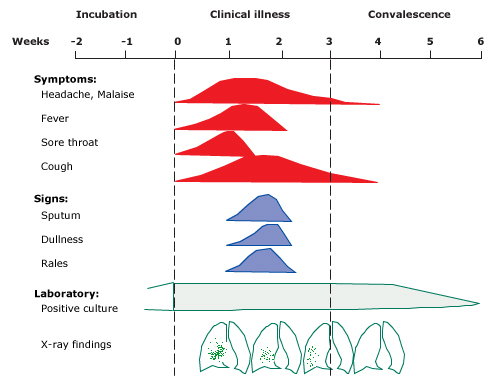 Incubation Clinical illness Convalescence
Weeks -2 -1 0 1 2 3 4 5 6
Symptoms:
Headache, Malaise
Fever
Sore throat
Cough
Signs:
Sputum
Dullness
Rales
Laboratory:
Positive culture
X-ray findings